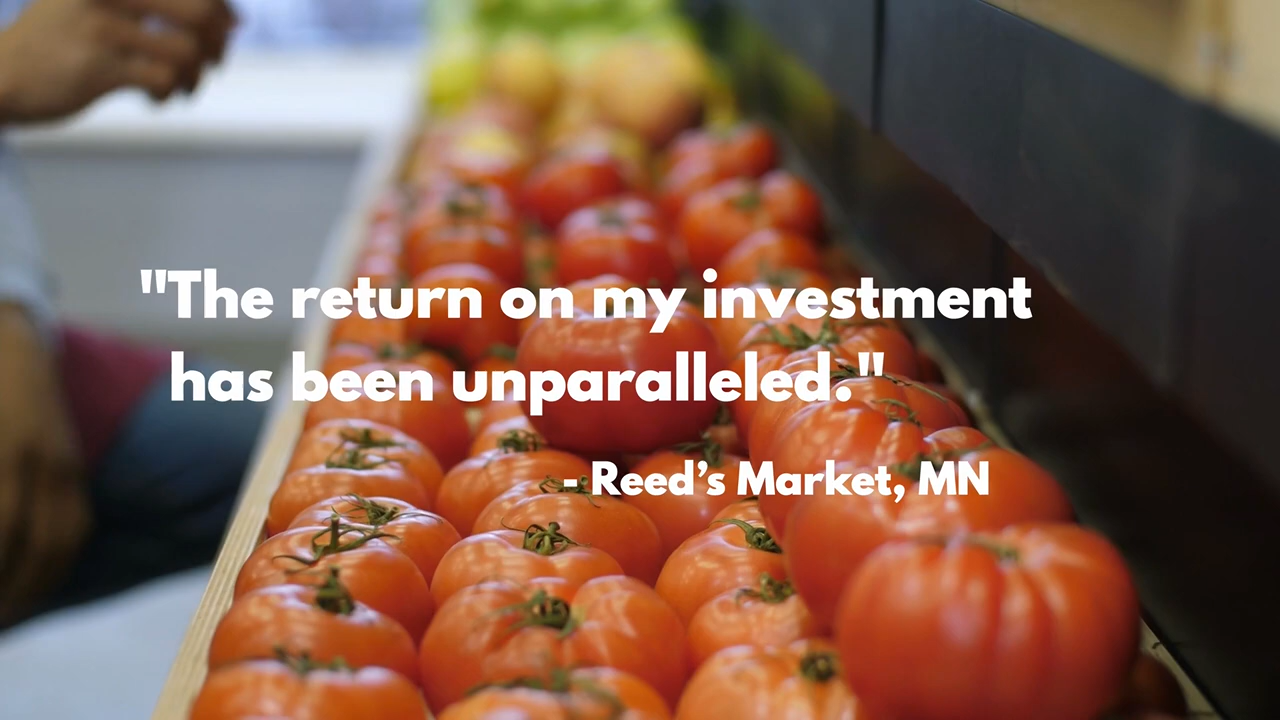 "The return on my investment
has been unparalleled."
- Reed’s Market, MN